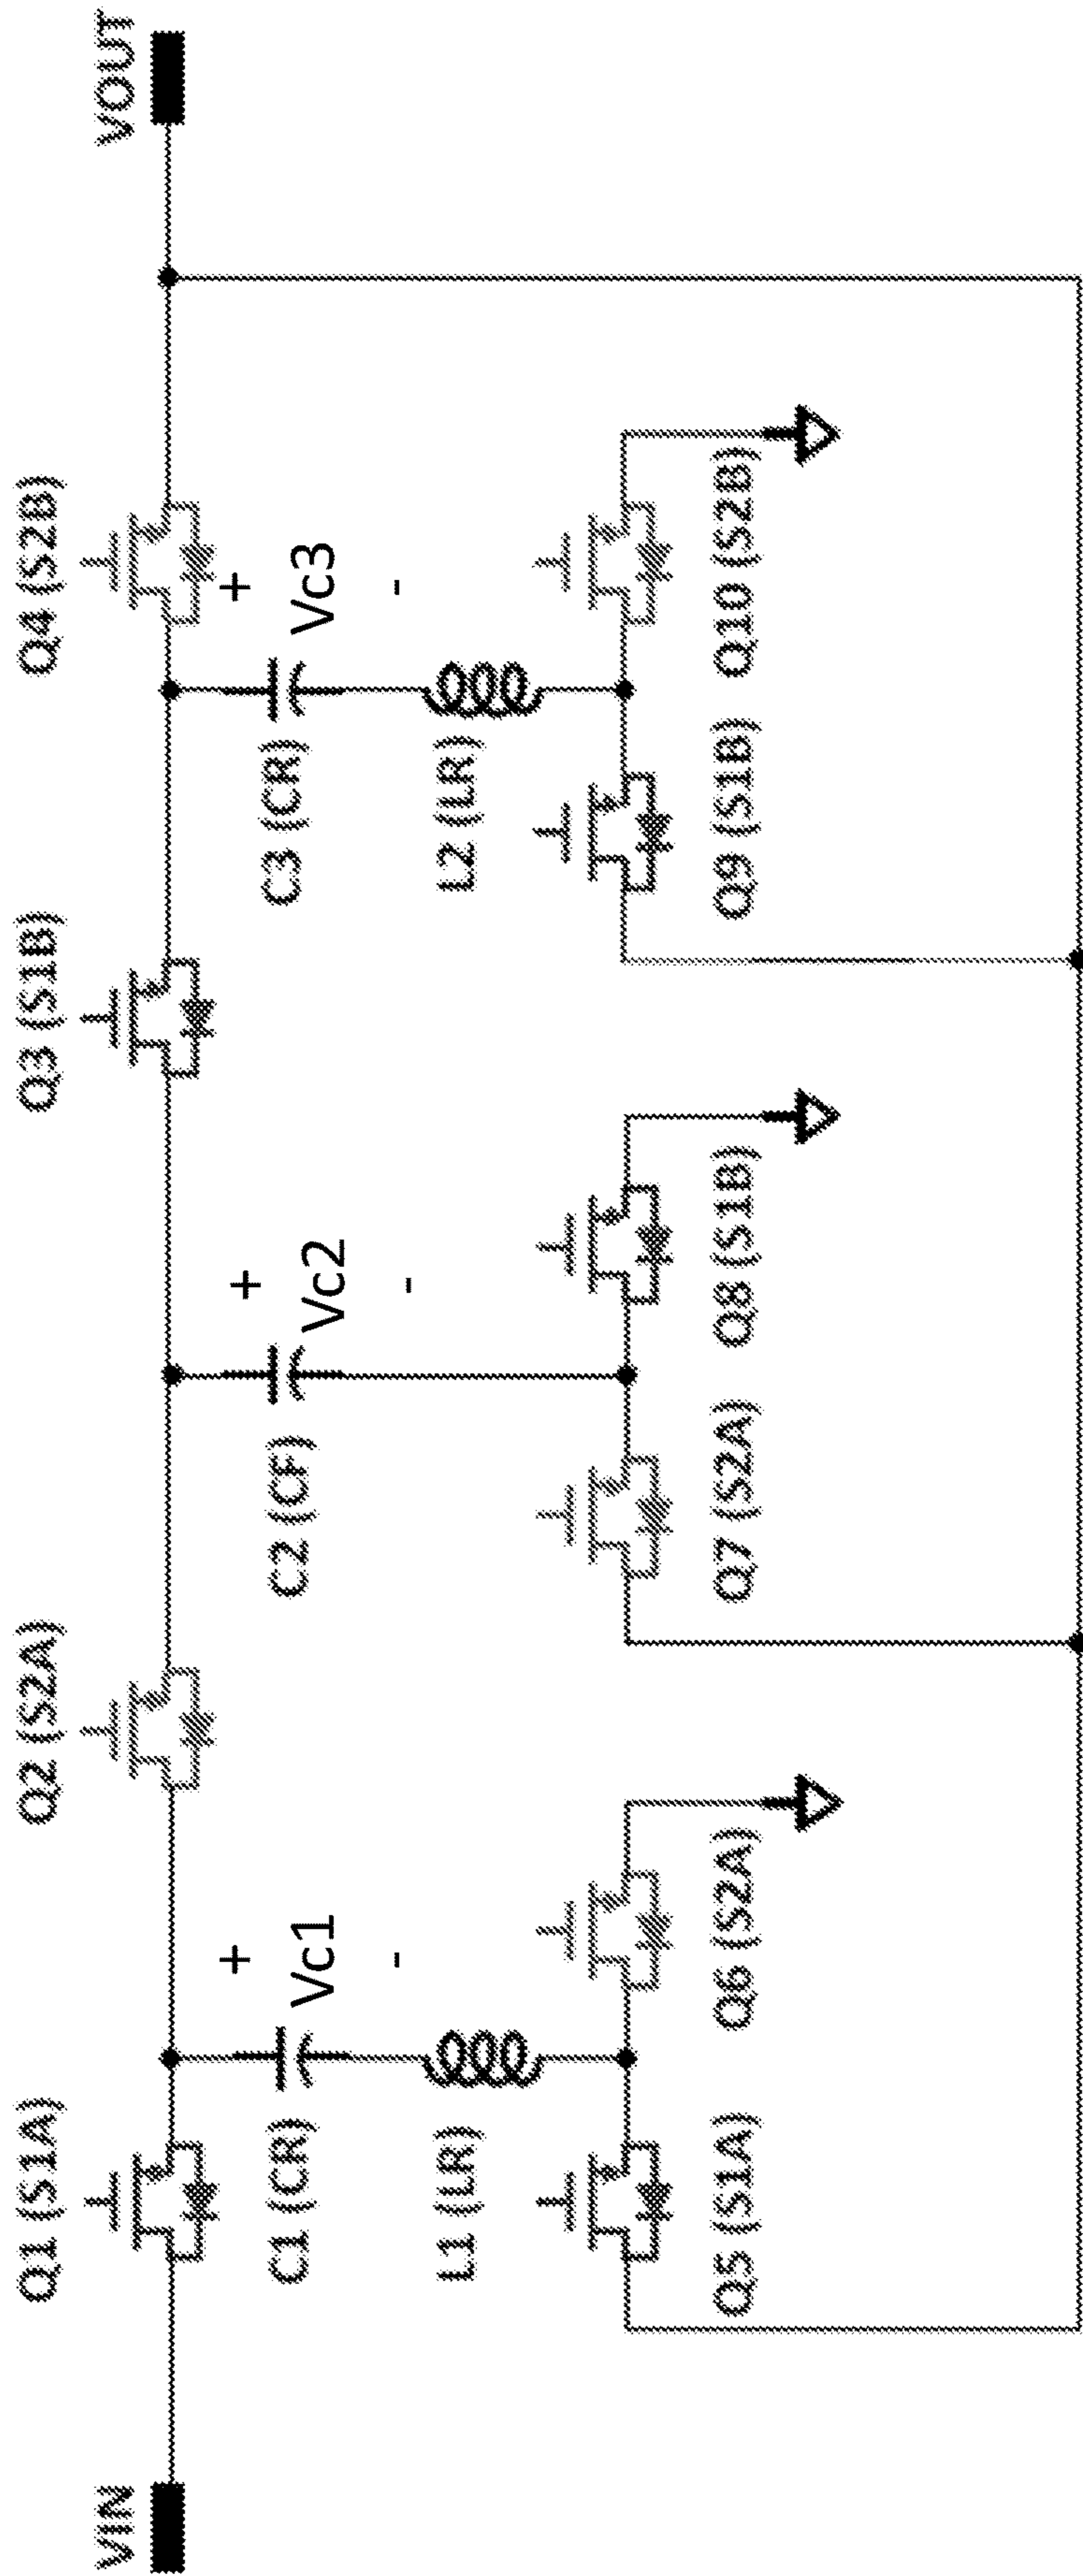 VIN
Q1 (S1A)
Q2 (S2A)
Q3 (S1B)
Q4 (S2B)
VOUT
C1 (CR)
+
Vc1
-
C2 (CF)
+
Vc2
-
C3 (CR)
+
Vc3
-
L1 (LR)
L2 (LR)
Q5 (S1A)
Q6 (S2A)
Q7 (S2A)
Q8 (S1B)
Q9 (S1B)
Q10 (S2B)